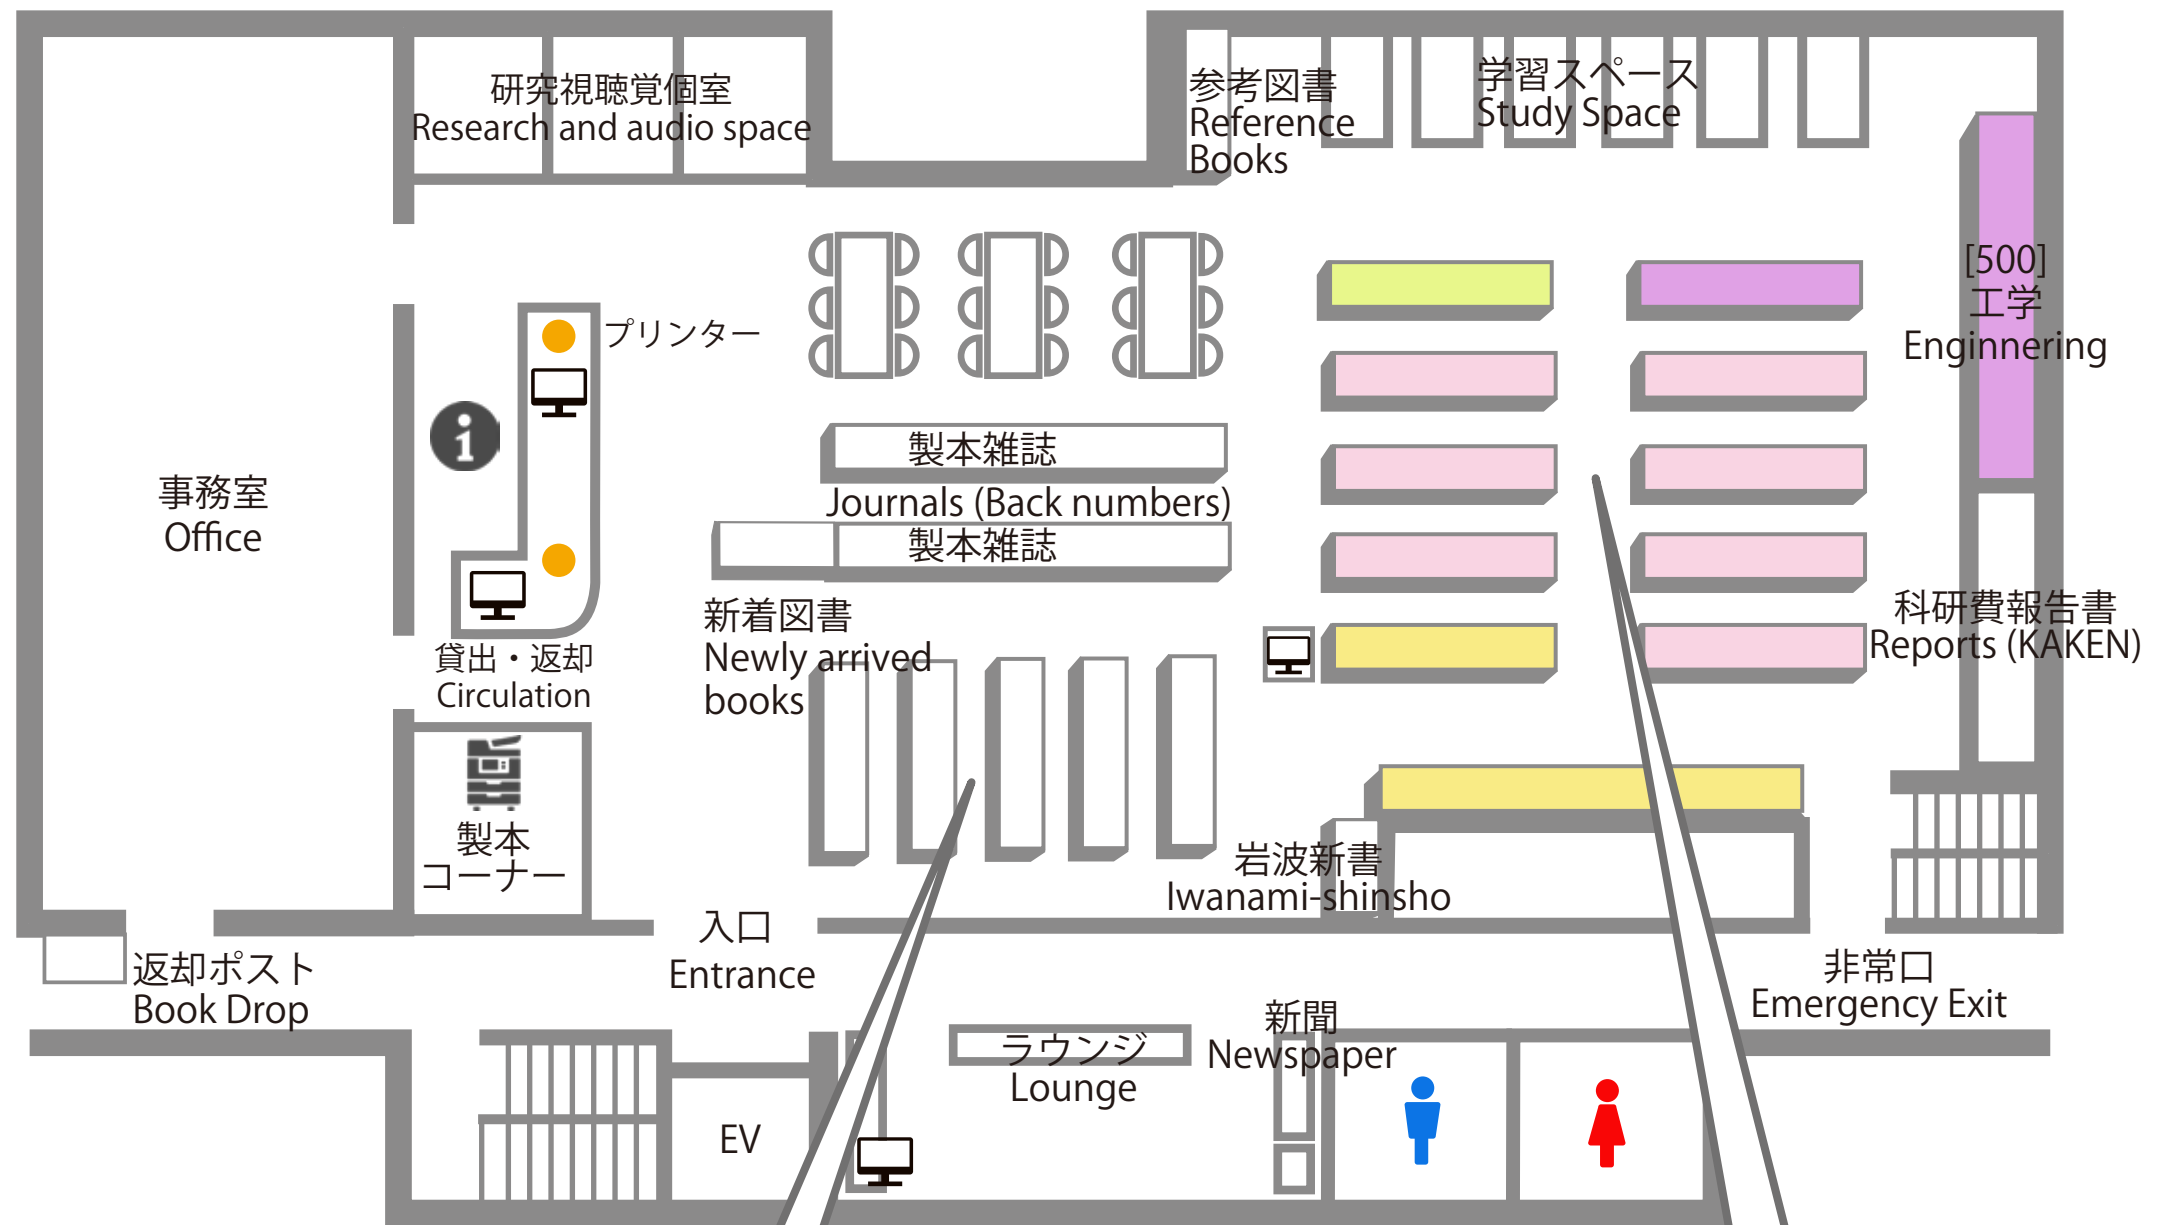 研究視聴覚個室
Research and audio space
参考図書
Reference
Books
学習スペース
Study Space
[500]
工学
Enginnering
プリンター
事務室
Office
製本雑誌
Journals (Back numbers)
製本雑誌
新着図書
Newly arrived
books
貸出・返却
Circulation
科研費報告書
Reports (KAKEN)
製本
コーナー
岩波新書
Iwanami-shinsho
入口
Entrance
返却ポスト
Book Drop
非常口
Emergency Exit
新聞
Newspaper
ラウンジ
Lounge
EV